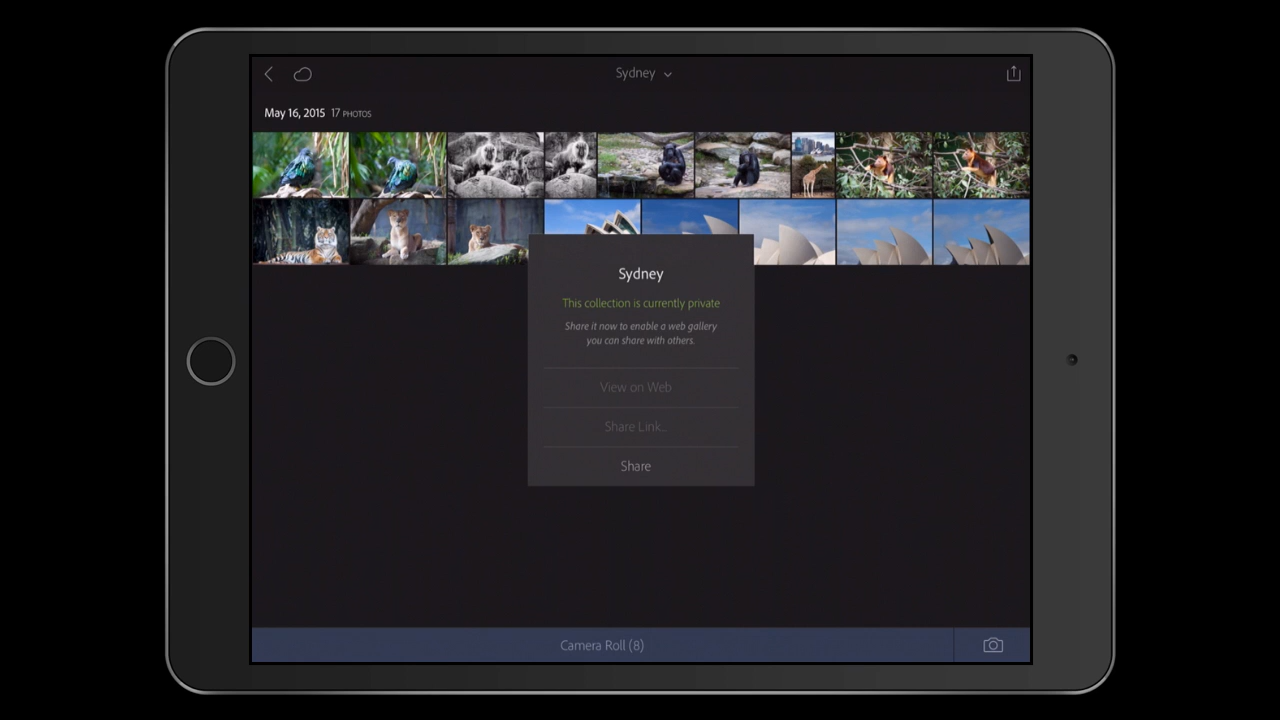 Sydney
May 16, 2015 17 PHOTOS
Sydney
This collection is currently private
Share it now to enable a web gallery
you can share with others.
View on Web
Share Link...
Share
Camera Roll (8)